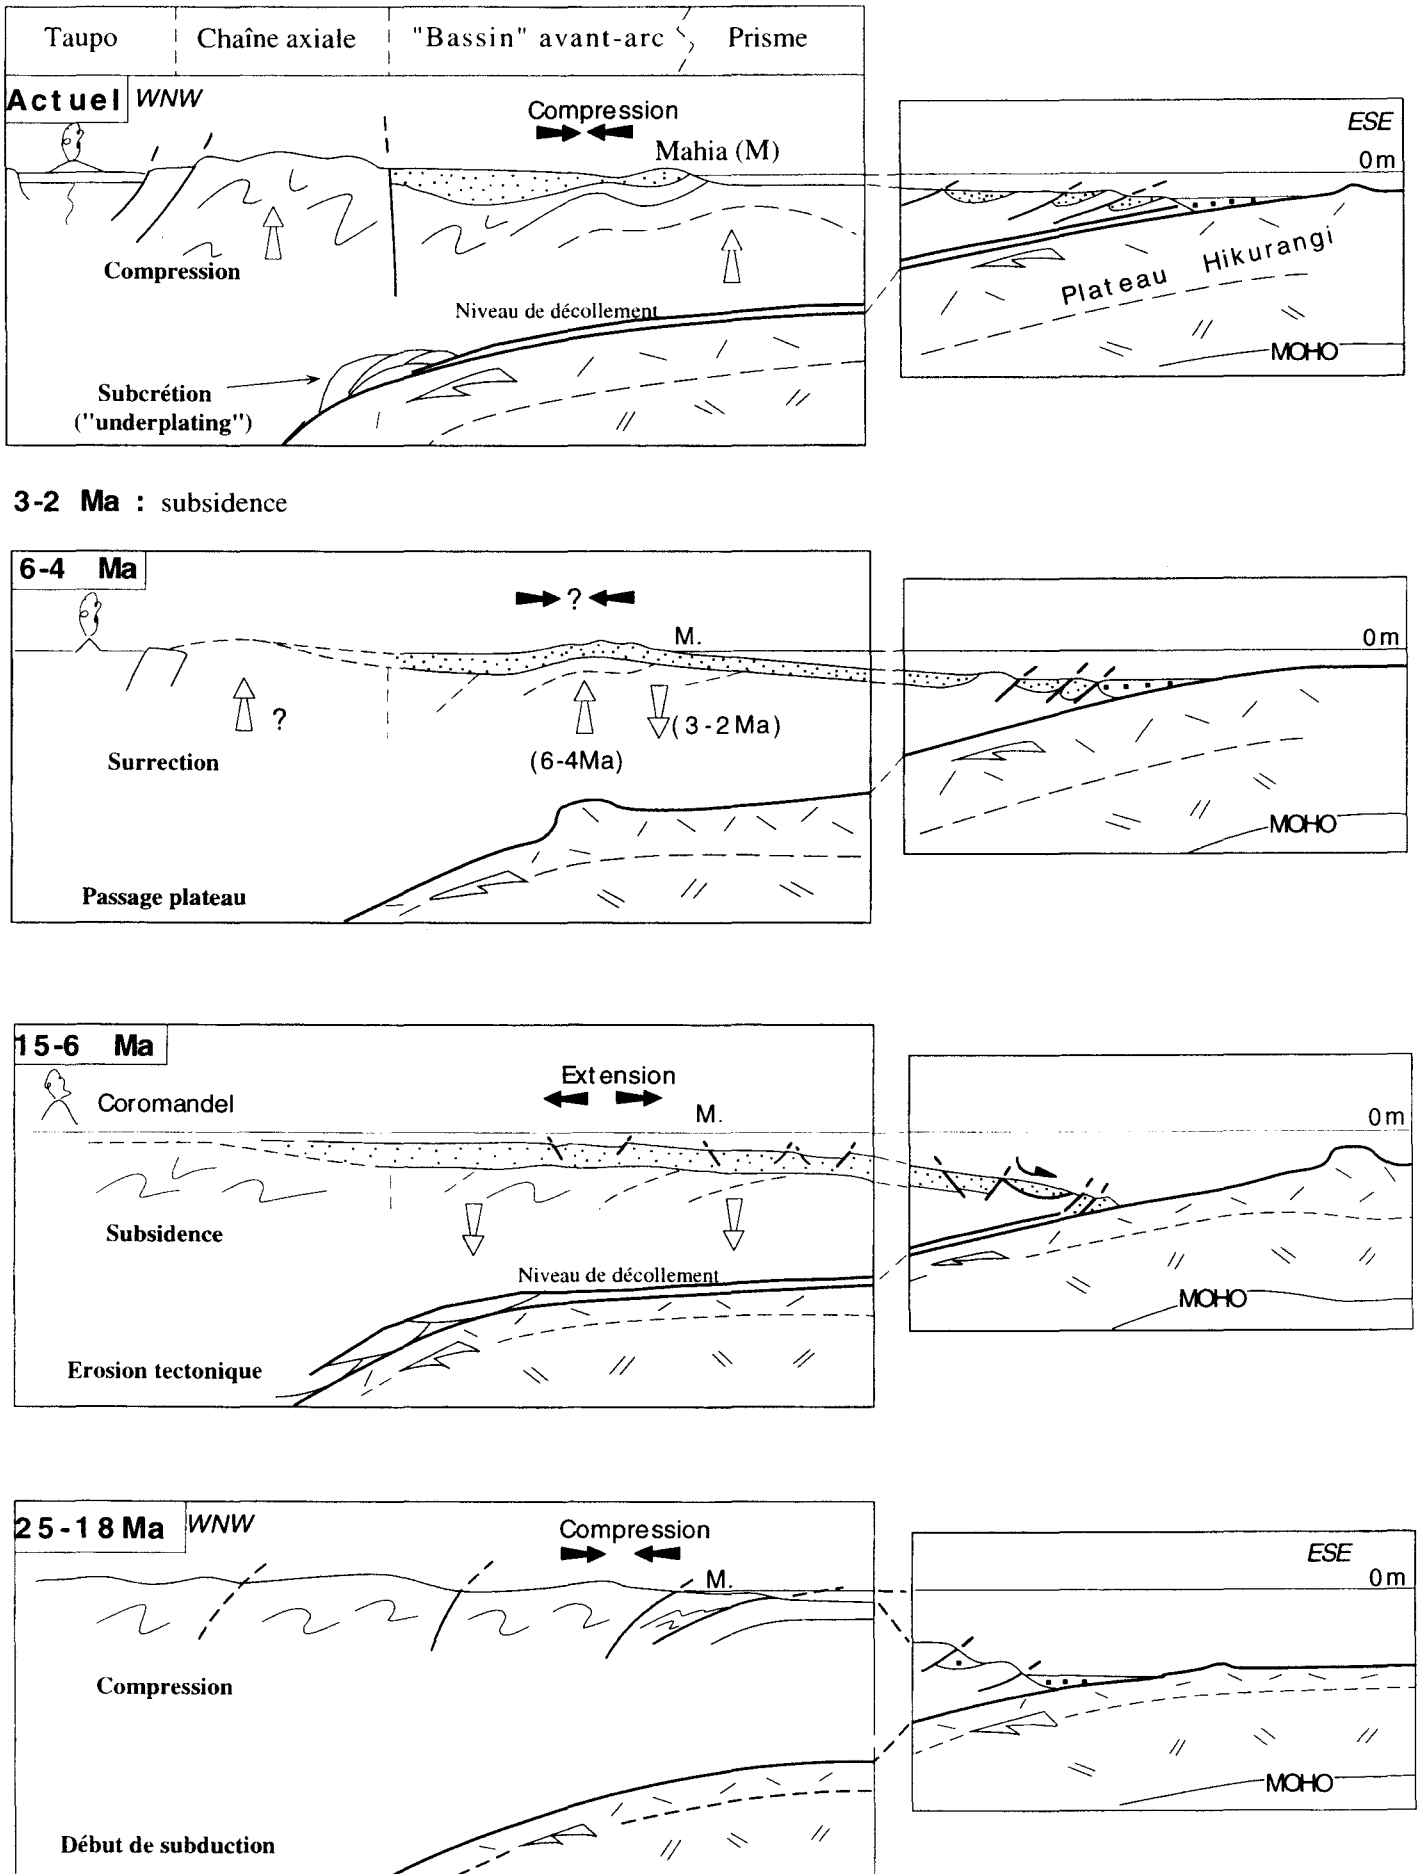 Taupo Chaîne axiale "Bassin" avant-arc Prisme
Actuel WNW
Compression
Mahia (M)
ESE
0m
Compression
Niveau de décollement
Plateau Hikurangi
MOHO
Subcrétion
("underplating")
3-2 Ma : subsidence
6-4 Ma
?
M.
0m
?
(3-2Ma)
Surrection
(6-4Ma)
MOHO
Passage plateau
15-6 Ma
Extension
Coromandel
M.
0m
Subsidence
Niveau de décollement
MOHO
Erosion tectonique
25-18Ma WNW
Compression
ESE
M.
0m
Compression
MOHO
Début de subduction